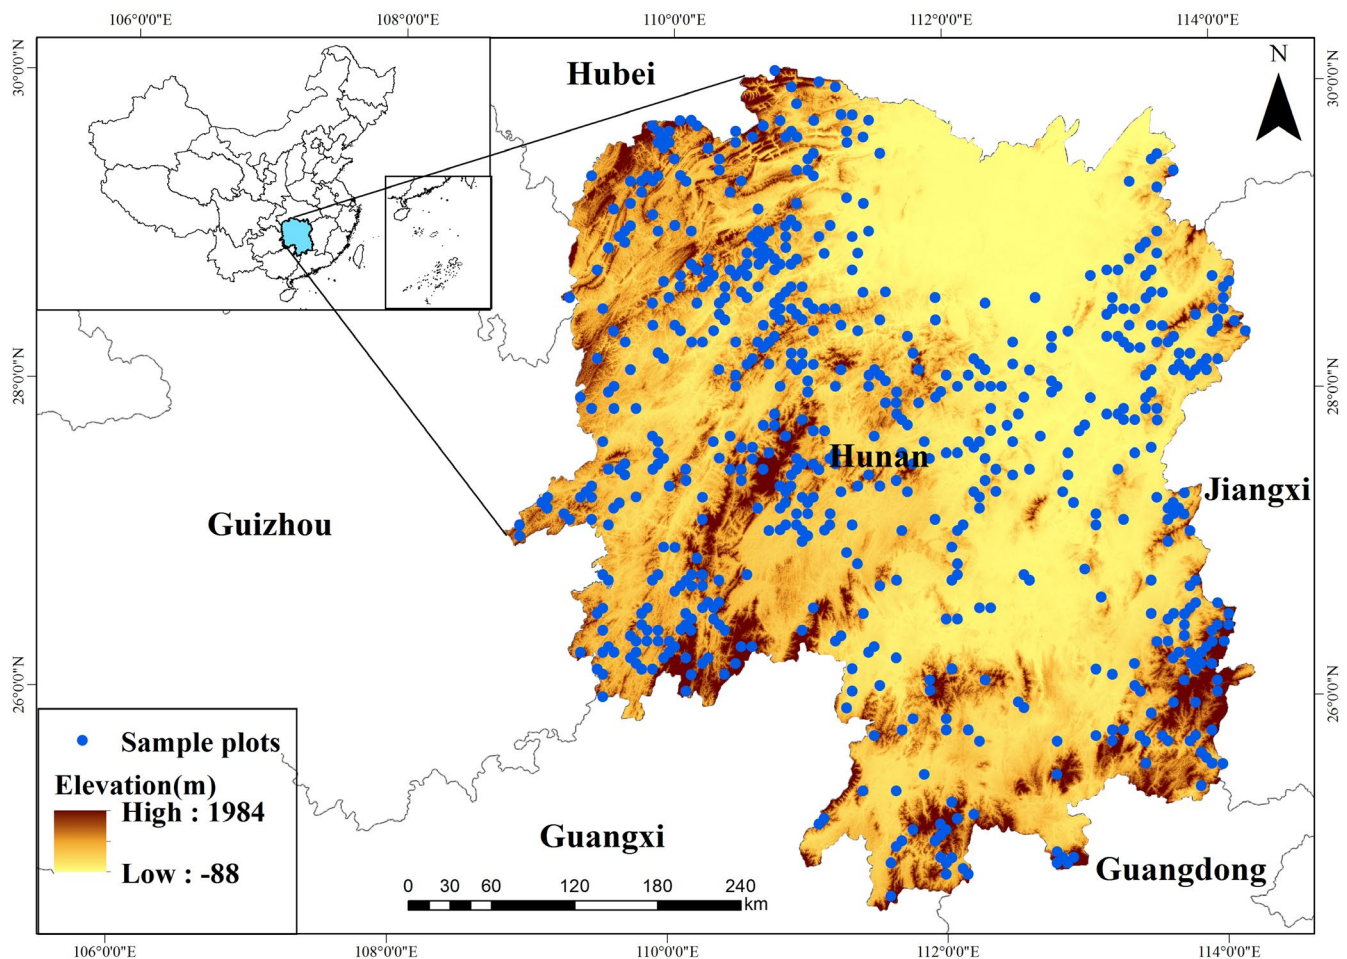 106°0'0"E 108°0'0"E 110°0'0"E 112°0'0"E 114°0'0"E
30°0'0"N
30°0'0"N
Hubei
N
28°0'0"N
28°0'0"N
Hunan
Jiangxi
Guizhou
26°0'0"N
26°0'0"N
Sample plots
Elevation(m)
High : 1984
Low : -88
Guangxi
Guangdong
0 30 60 120 180 240
km
106°0'0"E 108°0'0"E 110°0'0"E 112°0'0"E 114°0'0"E